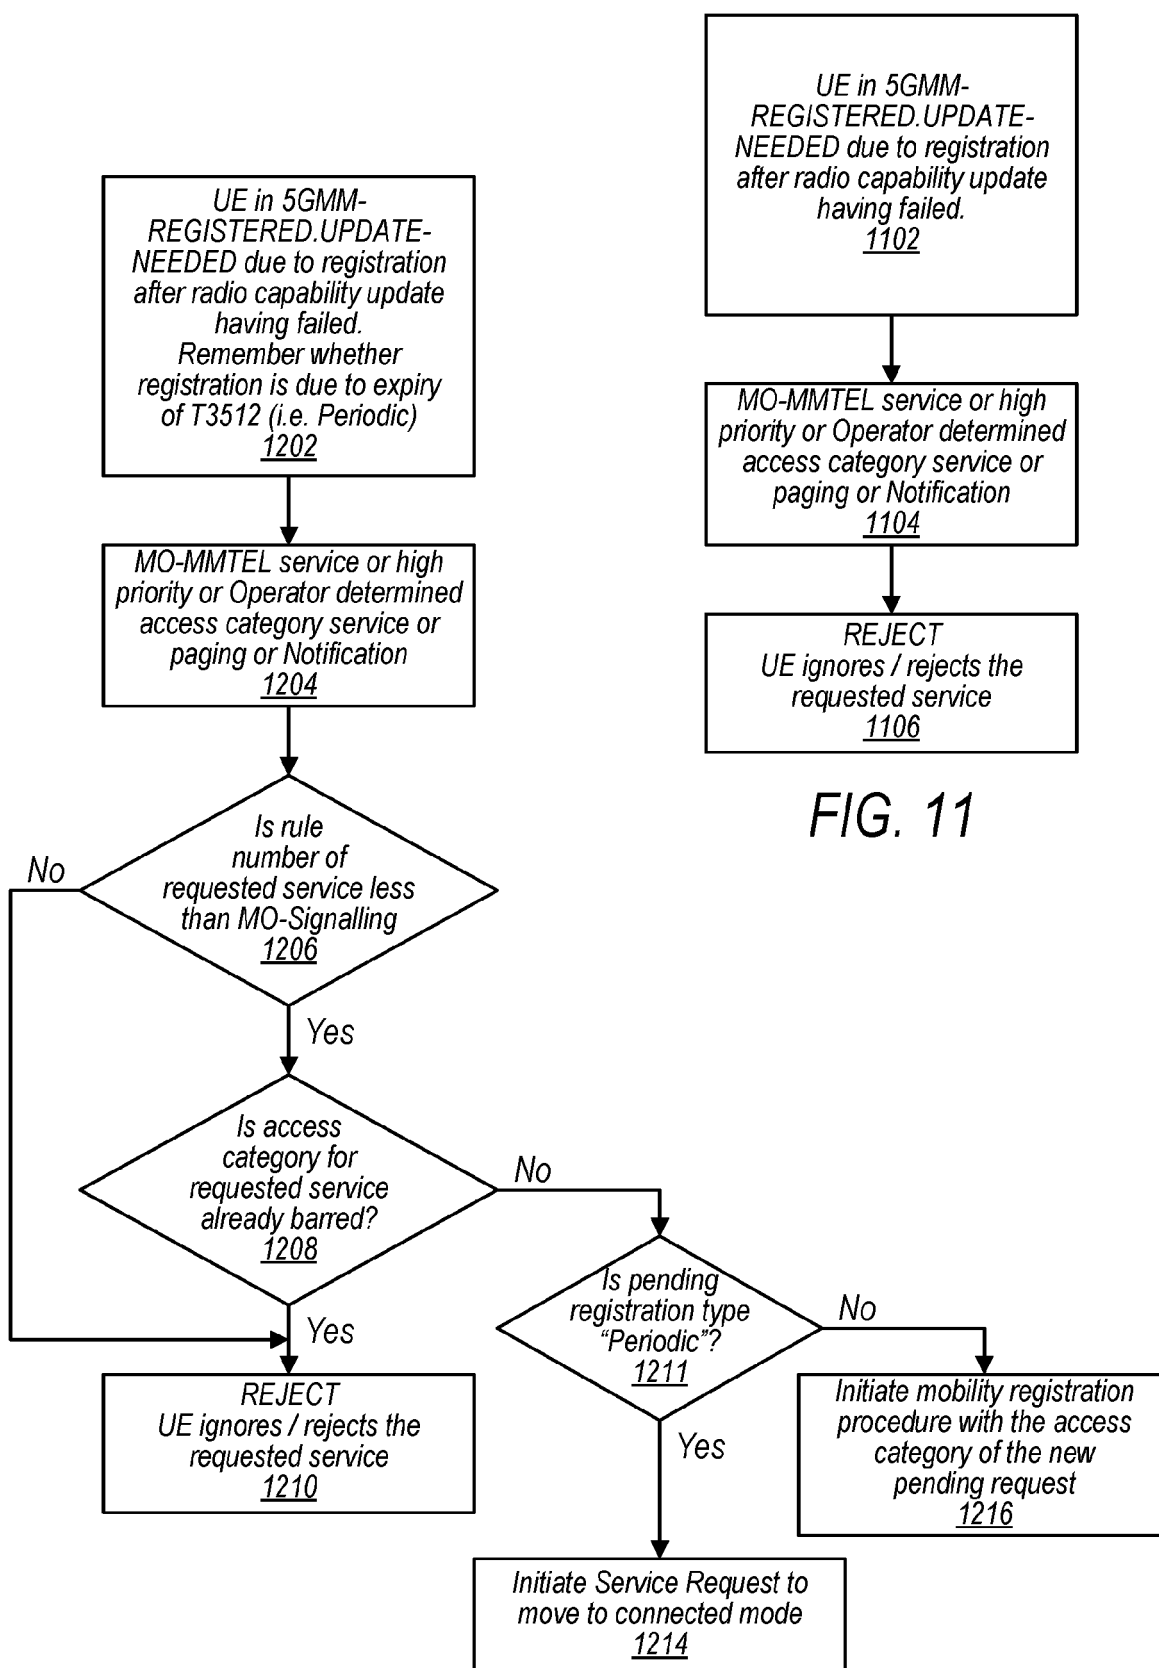 UE in 5GMM-
REGISTERED.UPDATE-
NEEDED due to registration
after radio capability update
having failed.
1102
MO-MMTEL service or high
priority or Operator determined
access category service or
paging or Notification
1104
REJECT
UE ignores / rejects the
requested service
1106
FIG. 11
UE in 5GMM-
REGISTERED.UPDATE-
NEEDED due to registration
after radio capability update
having failed.
Remember whether
registration is due to expiry
of T3512 (i.e. Periodic)
1202
MO-MMTEL service or high
priority or Operator determined
access category service or
paging or Notification
1204
Is rule
number of
requested service less
than MO-Signalling
1206
No
Yes
Is access
category for
requested service
already barred?
1208
No
Yes
REJECT
UE ignores / rejects the
requested service
1210
Is pending
registration type
“Periodic”?
1211
No
Yes
Initiate mobility registration
procedure with the access
category of the new
pending request
1216
Initiate Service Request to
move to connected mode
1214